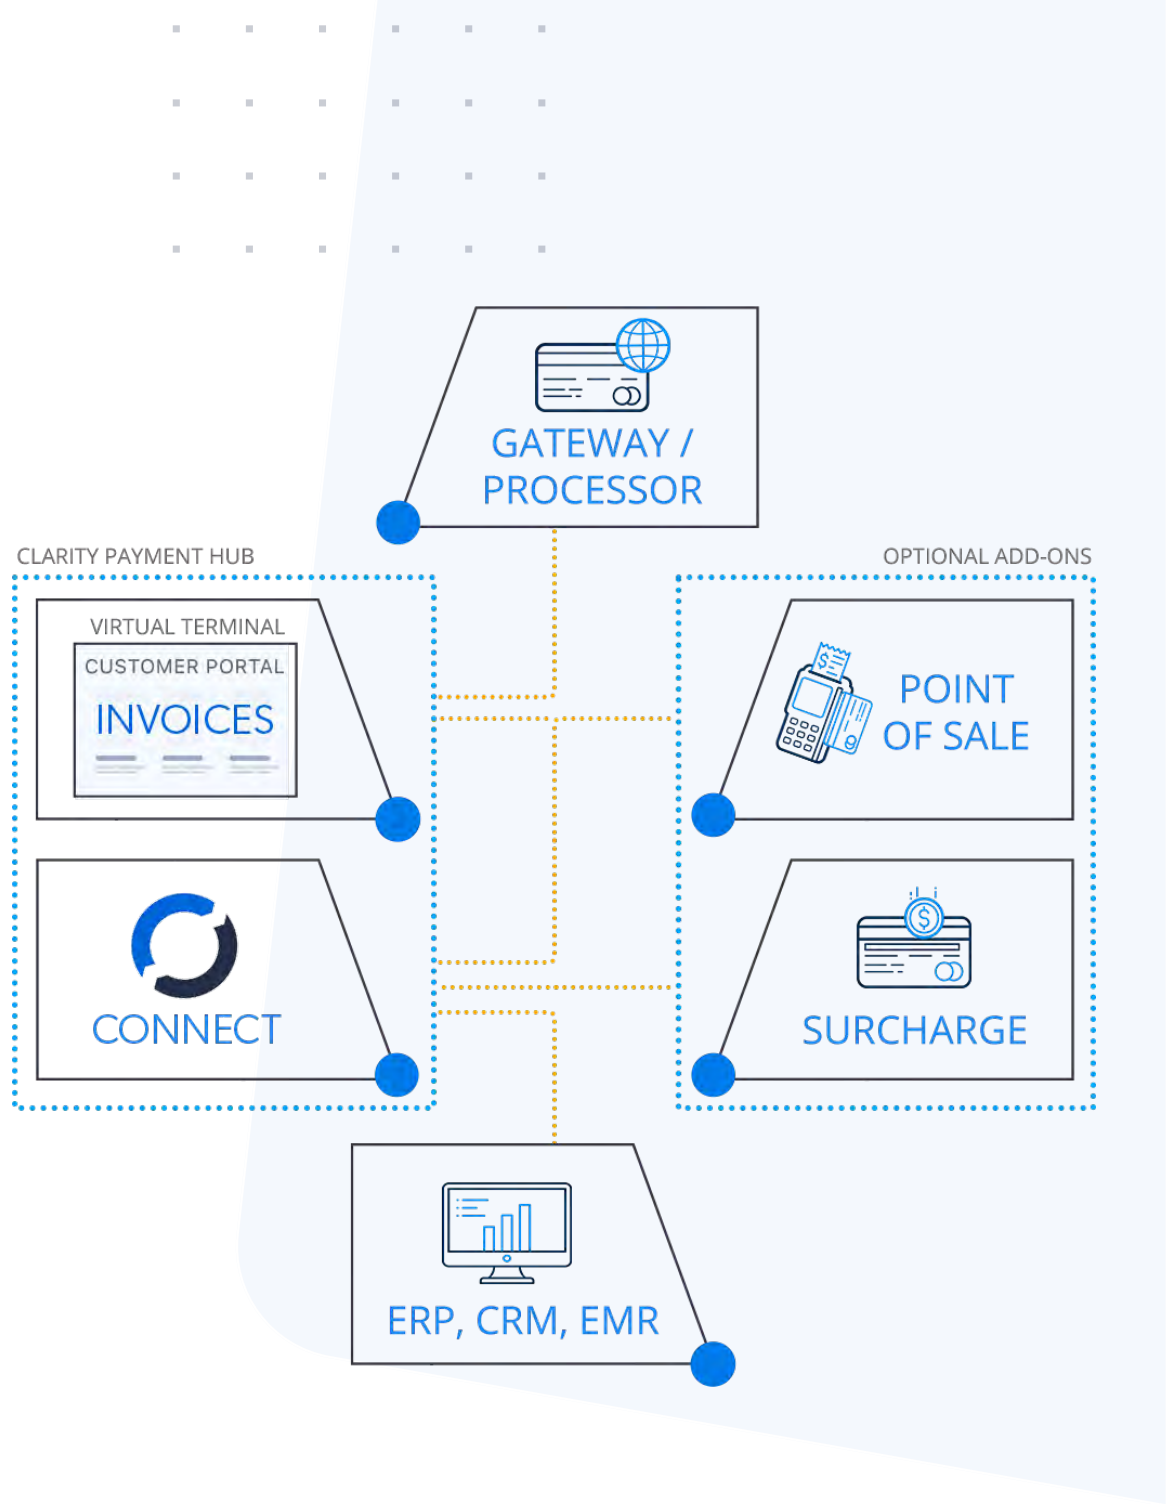 GATEWAY /
PROCESSOR
CLARITY PAYMENT HUB
VIRTUAL TERMINAL
CUSTOMER PORTAL
INVOICES
CONNECT
OPTIONAL ADD-ONS
POINT
OF SALE
SURCHARGE
ERP, CRM, EMR